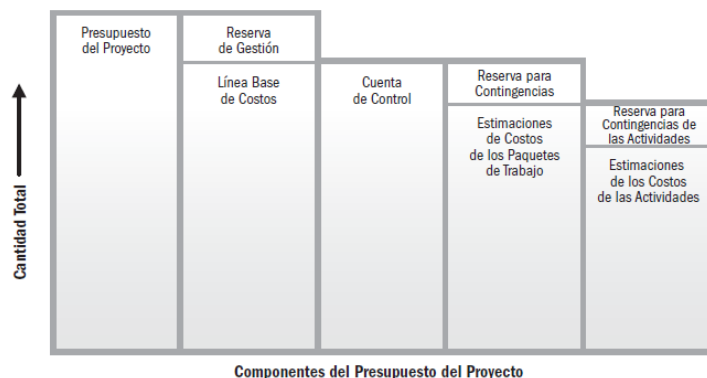 Presupuesto
del Proyecto
Reserva
de Gestión
Línea Base
de Costos
Cuenta
de Control
Reserva para
Contingencias
Estimaciones
de Costos
de los Paquetes
de Trabajo
Reserva para
Contingencias de
las Actividades
Estimaciones
de los Costos
de las Actividades
Cantidad Total
Componentes del Presupuesto del Proyecto